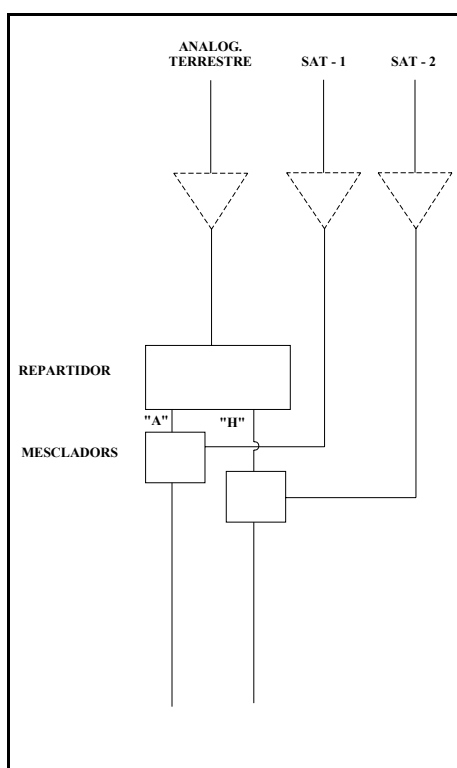 ANALOG.
TERRESTRE
SAT - 1
SAT - 2
REPARTIDOR
"A"
"H"
MESCLADORS